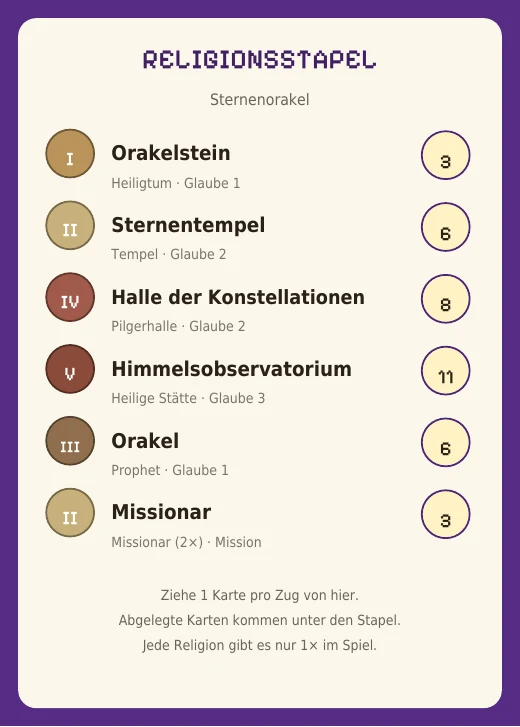 RELIGIONSSTAPEL
Sternenorakel
I Orakelstein 3
Heiligtum · Glaube 1
II Sternentempel 6
Tempel · Glaube 2
IV Halle der Konstellationen 8
Pilgerhalle · Glaube 2
V Himmelsobservatorium 11
Heilige Stätte · Glaube 3
III Orakel 6
Prophet · Glaube 1
II Missionar 3
Missionar (2×) · Mission
Ziehe 1 Karte pro Zug von hier.
Abgelegte Karten kommen unter den Stapel.
Jede Religion gibt es nur 1× im Spiel.